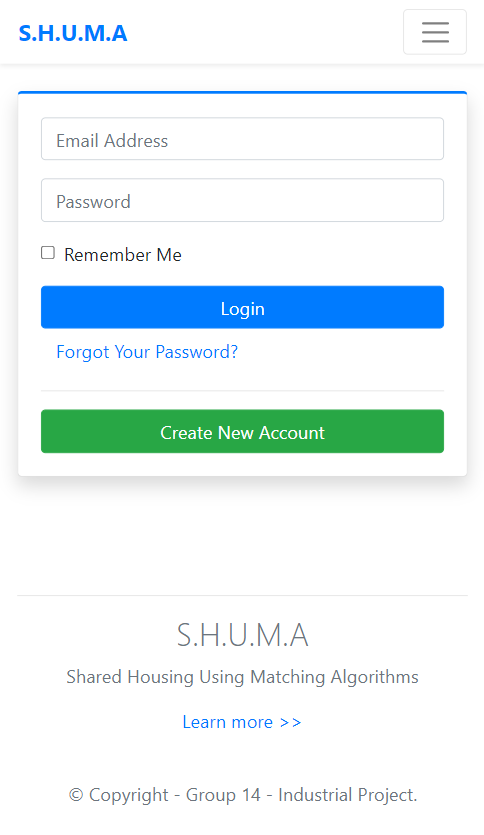 S.H.U.M.A
Email Address
Password
Remember Me
Login
Forgot Your Password?
Create New Account
S.H.U.M.A
Shared Housing Using Matching Algorithms
Learn more >>
© Copyright - Group 14 - Industrial Project.